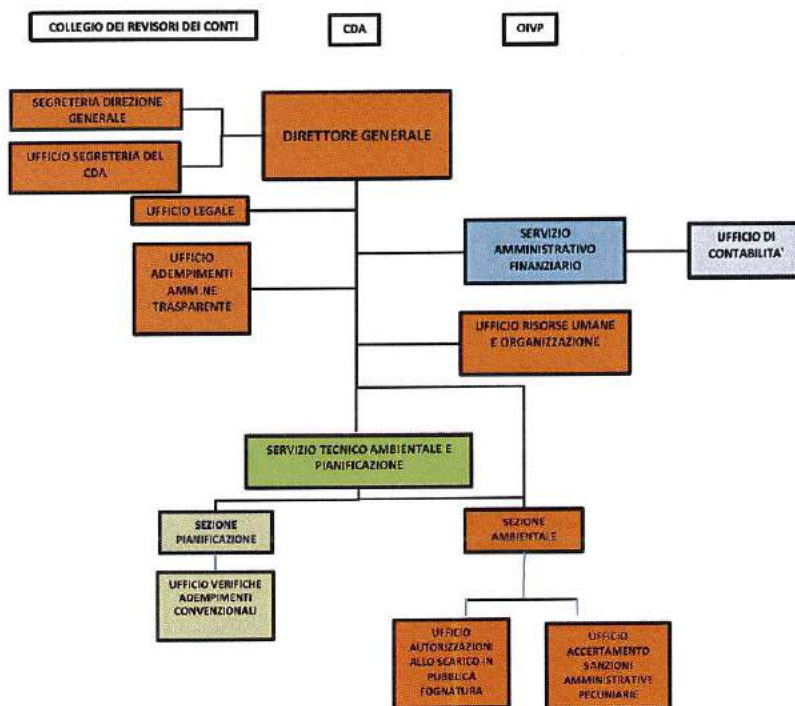 COLLEGIO DEI REVISORI DEI CONTI
CDA
OIVP
SEGRETERIA DIREZIONE
GENERALE
DIRETTORE GENERALE
UFFICIO SEGRETERIA DEL
CDA
UFFICIO LEGALE
SERVIZIO
AMMINISTRATIVO
FINANZIARIO
UFFICIO DI
CONTABILITA'
UFFICIO
ADEMPIMENTI
AMM.NE
TRASPARENTE
UFFICIO RISORSE UMANE
E ORGANIZZAZIONE
SERVIZIO TECNICO AMBIENTALE E
PIANIFICAZIONE
SEZIONE
PIANIFICAZIONE
SEZIONE
AMBIENTALE
UFFICIO VERIFICHE
ADEMPIMENTI
CONVENZIONALI
UFFICIO
AUTORIZZAZIONI
ALLO SCARICO IN
PUBBLICA
FOGNATURA
UFFICIO
ACCERTAMENTO
SANZIONI
AMMINISTRATIVE
PECUNIARIE